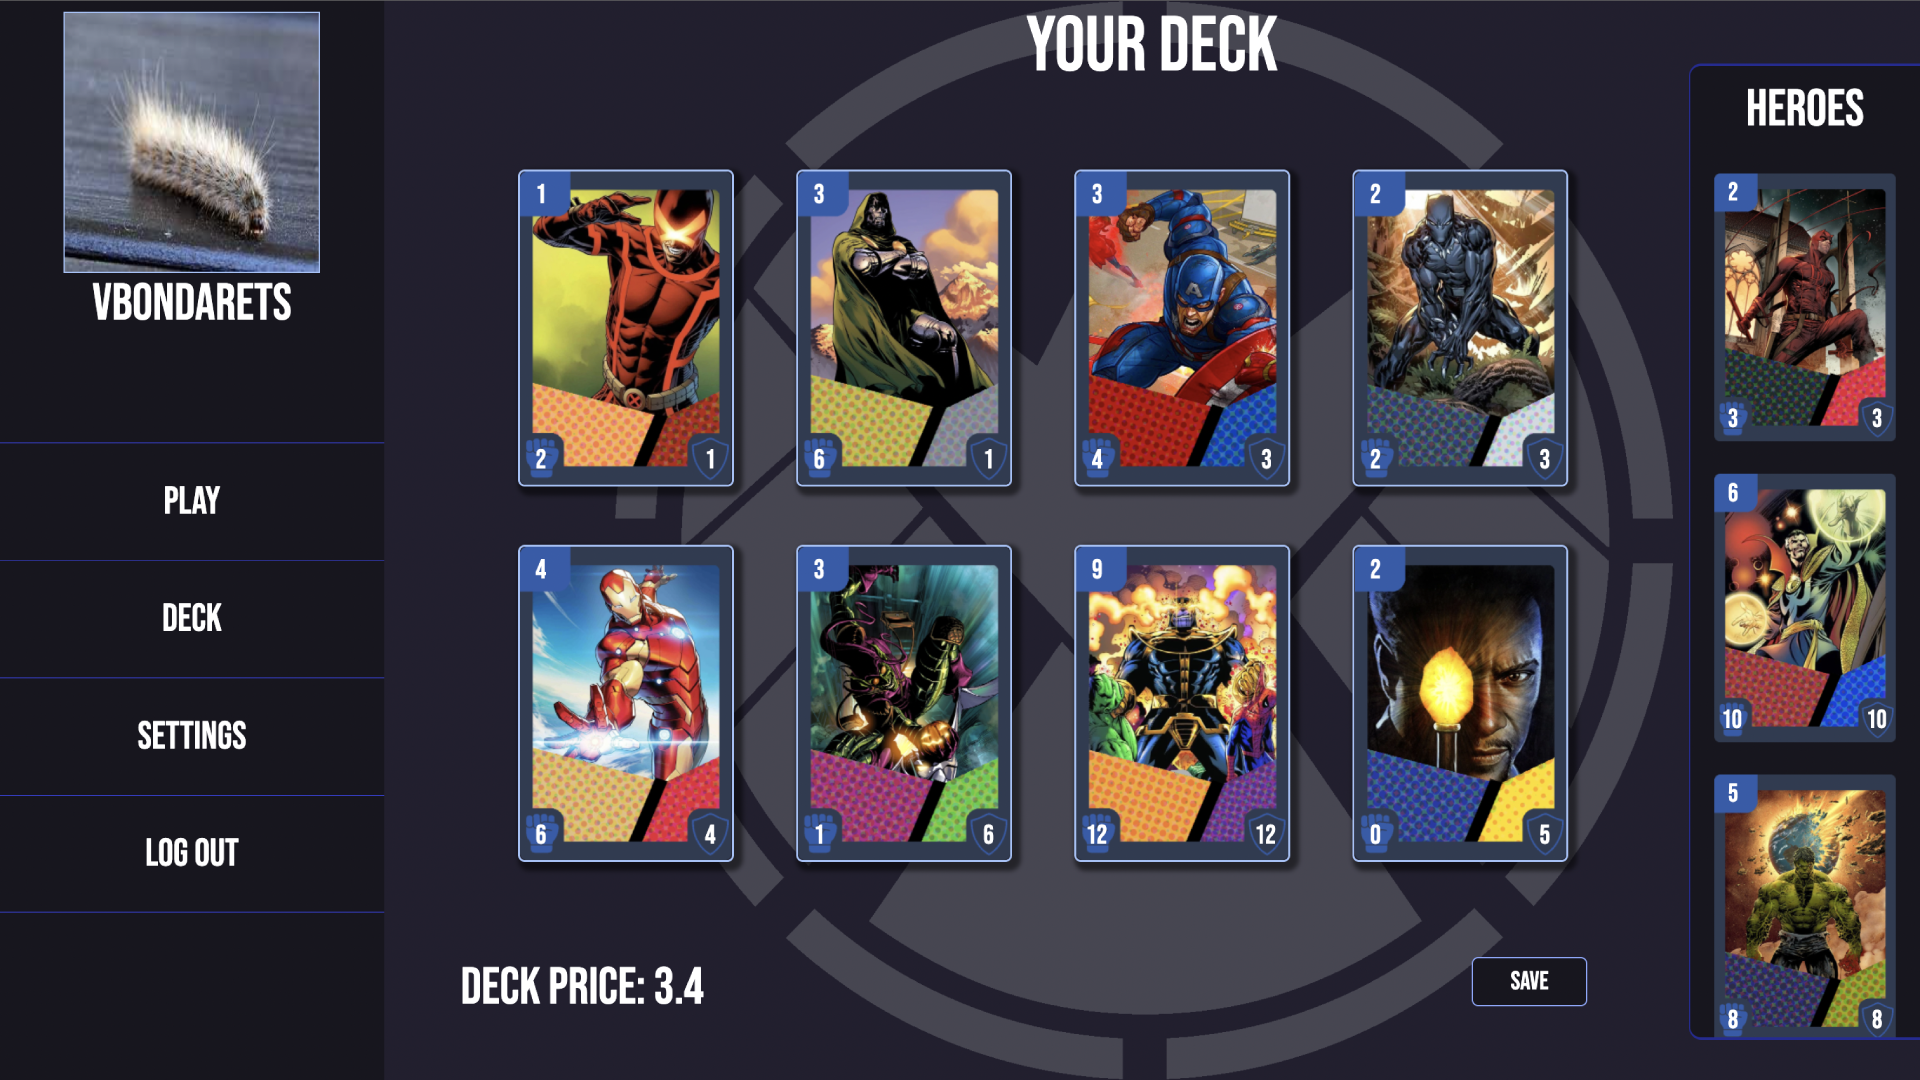 YOUR DECK
VBONDARETS
PLAY
DECK
SETTINGS
LOG OUT
1
2 1
3
6 1
3
A
4 3
2
2 3
4
6 4
3
1 6
9
12 12
2
0 5
DECK PRICE: 3.4
SAVE
HEROES
2
3 3
6
10 10
5
8 8